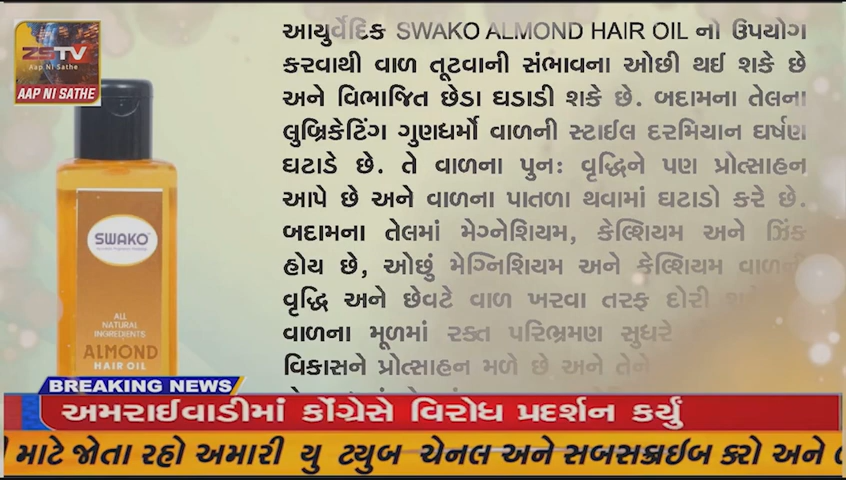 ZSTV
Aap Ni Sathe
AAP NI SATHE
આયુર્વેદિક SWAKO ALMOND HAIR OIL નો ઉપયોગ
કરવાથી વાળ તૂટવાની સંભાવના ઓછી થઈ શકે છે
અને વિભાજિત છેડા ઘડાડી શકે છે. બદામના તેલના
લુબ્રિકેટિંગ ગુણધર્મો વાળની સ્ટાઈલ દરમિયાન ઘર્ષણ
ઘટાડે છે. તે વાળના પુનઃ વૃદ્ધિને પણ પ્રોત્સાહન
આપે છે અને વાળના પાતળા થવામાં ઘટાડો કરે છે.
બદામના તેલમાં મેગ્નેશિયમ, કેલ્શિયમ અને ઝિંક
હોય છે, ઓછું મેગ્નિશિયમ અને કેલ્શિયમ વાળની
વૃદ્ધિ અને છેવટે વાળ ખરવા તરફ દોરી
વાળના મૂળમાં રક્ત પરિભ્રમણ સુધરે
વિકાસને પ્રોત્સાહન મળે છે અને તેને
SWAKO
ALL
NATURAL
INGREDIENTS
ALMOND
HAIR OIL
BREAKING NEWS
અમરાઈવાડીમાં કોંગ્રેસે વિરોધ પ્રદર્શન કર્યું
માટે જોતા રહો અમારી યુ ટ્યુબ ચેનલ અને સબસક્રાઇબ કરો અને